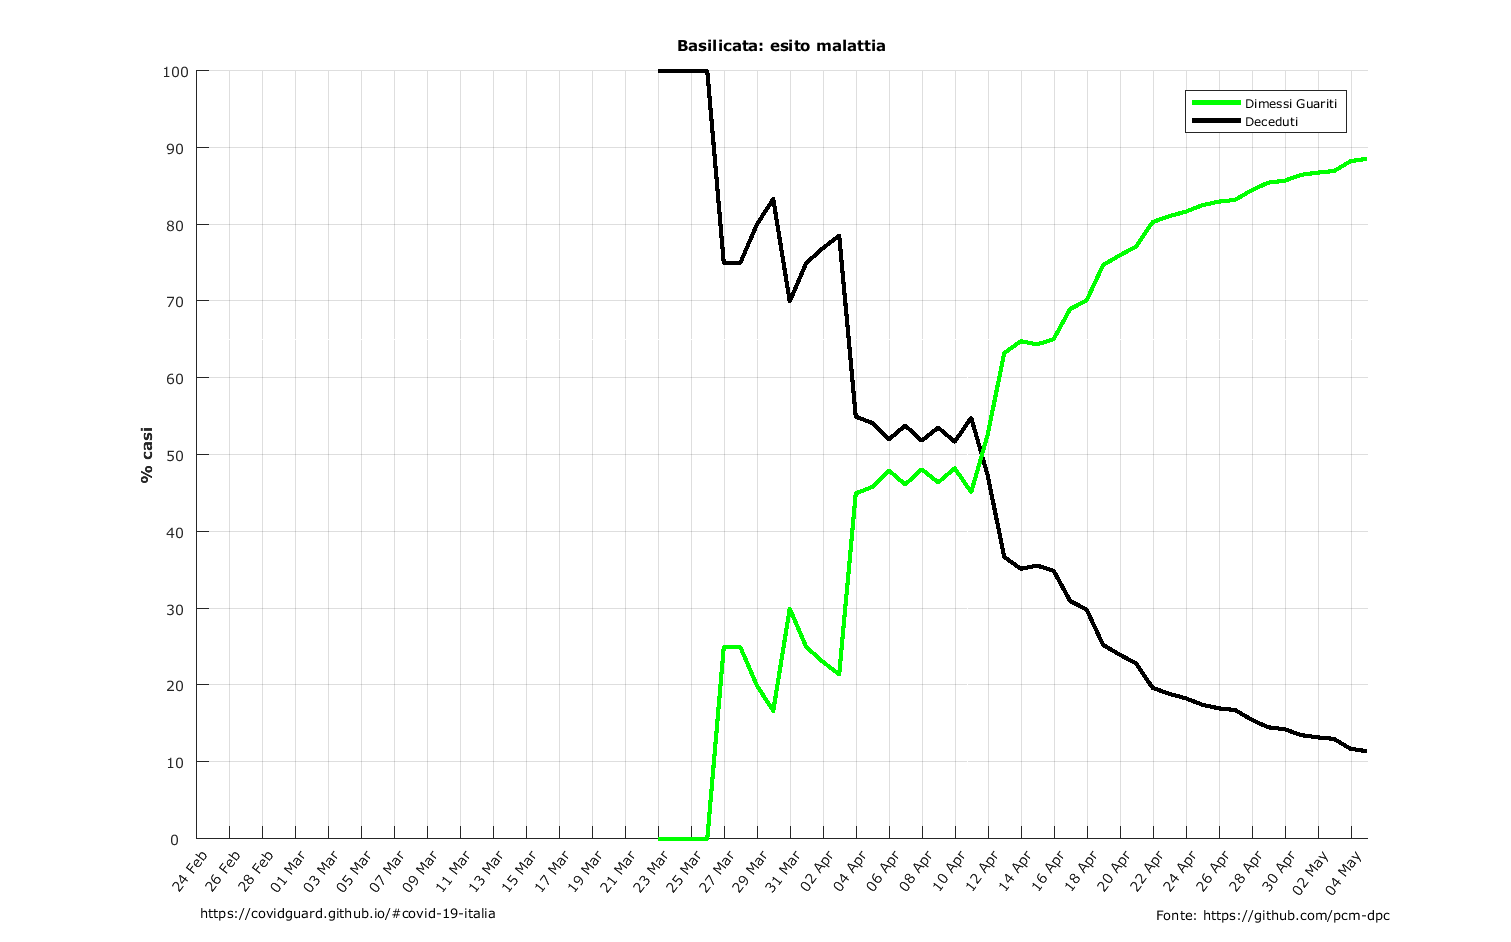 Basilicata: esito malattia
100
90
80
70
60
50
40
30
20
10
0
% casi
Dimessi Guariti
Deceduti
24 Feb
26 Feb
28 Feb
01 Mar
03 Mar
05 Mar
07 Mar
09 Mar
11 Mar
13 Mar
15 Mar
17 Mar
19 Mar
21 Mar
23 Mar
25 Mar
27 Mar
29 Mar
31 Mar
02 Apr
04 Apr
06 Apr
08 Apr
10 Apr
12 Apr
14 Apr
16 Apr
18 Apr
20 Apr
22 Apr
24 Apr
26 Apr
28 Apr
30 Apr
02 May
04 May
https://covidguard.github.io/#covid-19-italia
Fonte: https://github.com/pcm-dpc